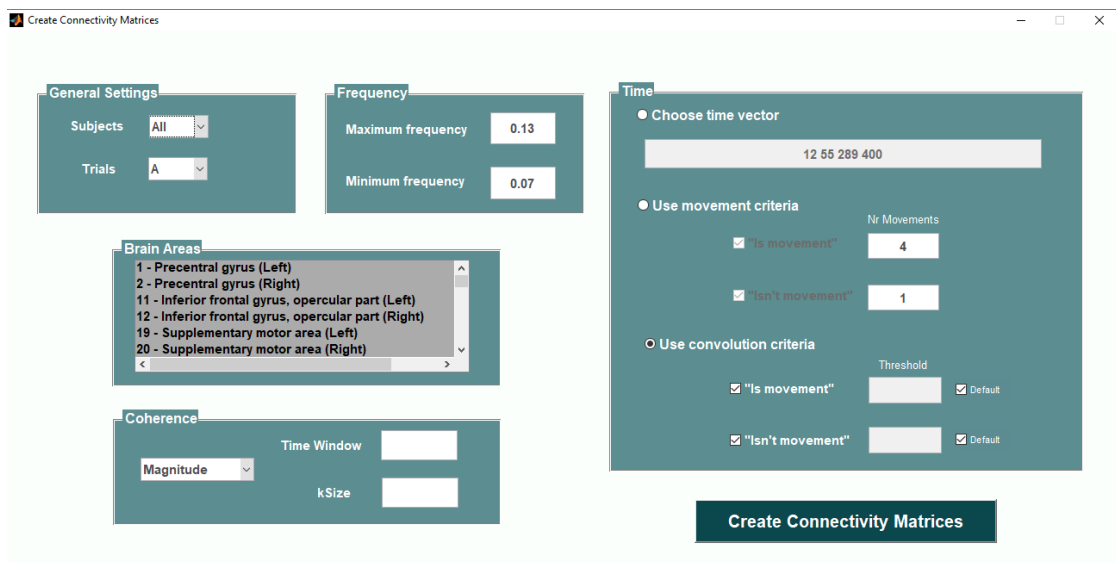 Create Connectivity Matrices
General Settings
Subjects All
Trials A
Frequency
Maximum frequency 0.13
Minimum frequency 0.07
Brain Areas
1 - Precentral gyrus (Left)
2 - Precentral gyrus (Right)
11 - Inferior frontal gyrus, opercular part (Left)
12 - Inferior frontal gyrus, opercular part (Right)
19 - Supplementary motor area (Left)
20 - Supplementary motor area (Right)
Coherence
Time Window
Magnitude
kSize
Time
Choose time vector
12 55 289 400
Use movement criteria
Nr Movements
"Is movement" 4
"Isn't movement" 1
Use convolution criteria
Threshold
"Is movement" Default
"Isn't movement" Default
Create Connectivity Matrices